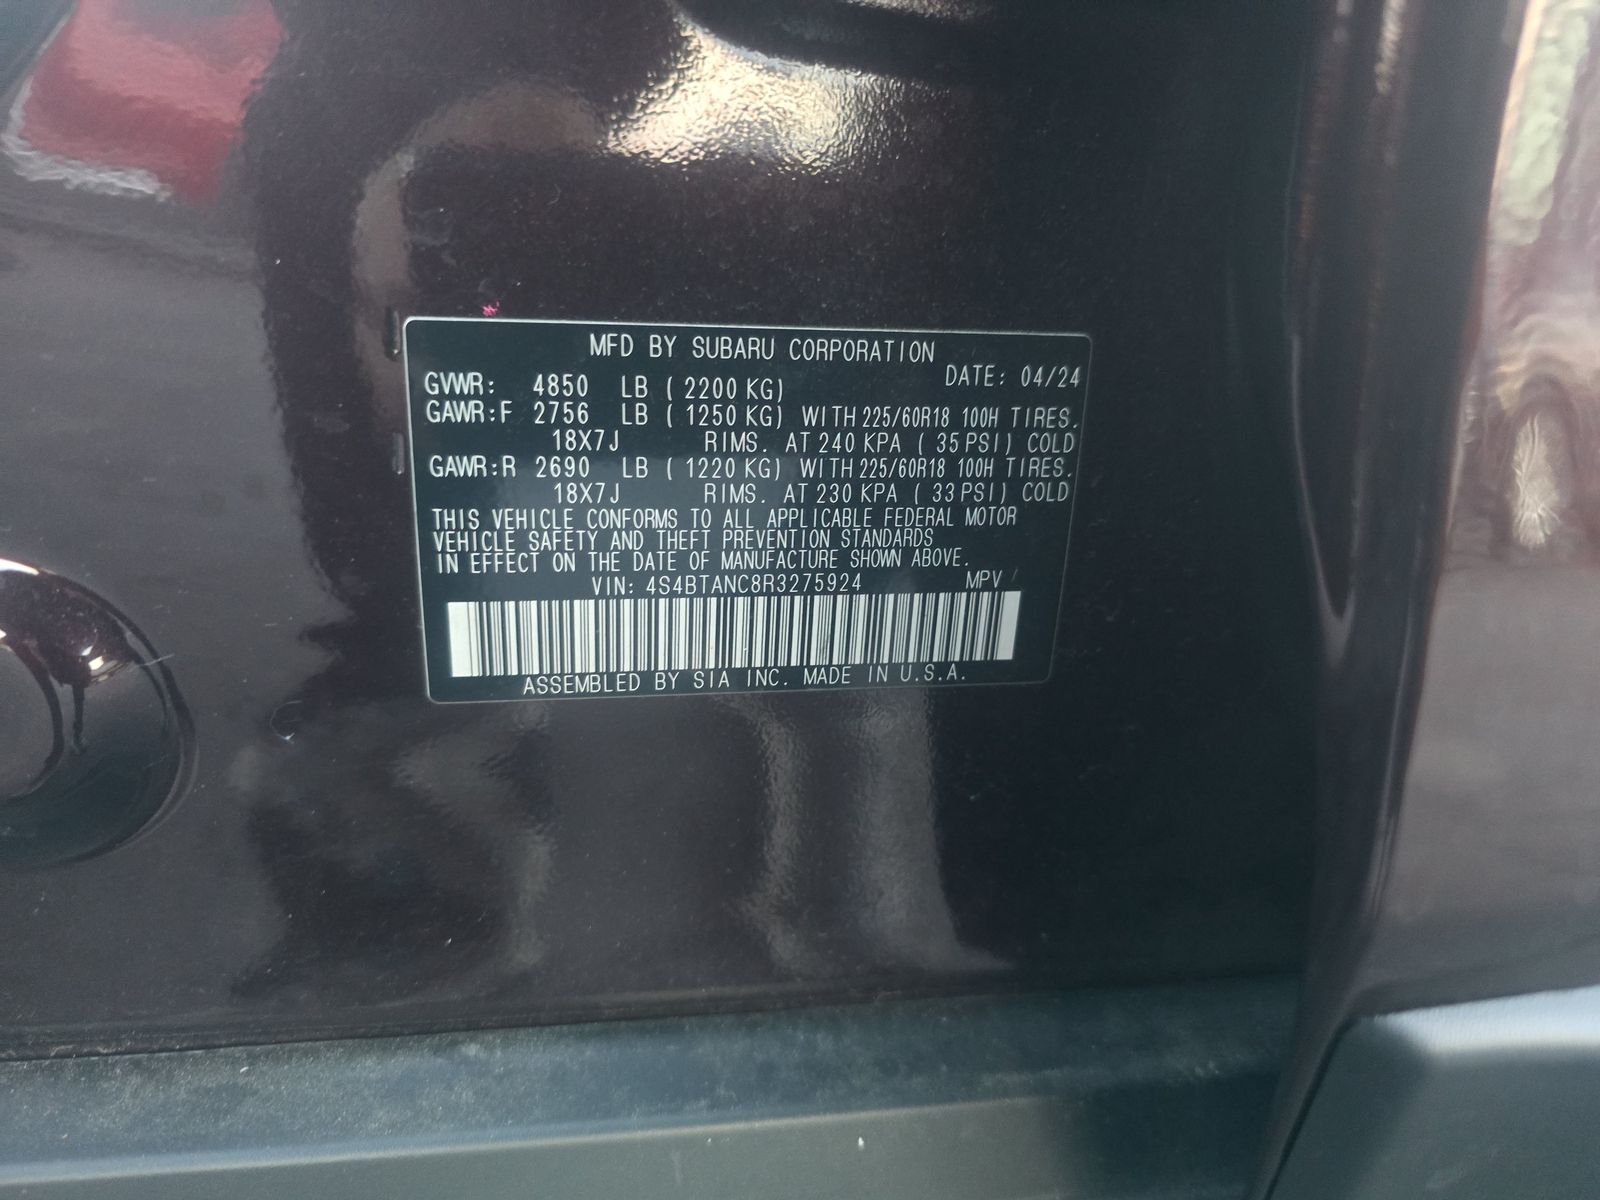 MFD BY SUBARU CORPORATION
DATE: 04/24
GVWR: 4850 LB ( 2200 KG)
GAWR:F 2756 LB ( 1250 KG) WITH 225/60R18 100H TIRES.
18X7J RIMS. AT 240 KPA ( 35 PSI) COLD
GAWR:R 2690 LB ( 1220 KG) WITH 225/60R18 100H TIRES.
18X7J RIMS. AT 230 KPA ( 33 PSI) COLD
THIS VEHICLE CONFORMS TO ALL APPLICABLE FEDERAL MOTOR
VEHICLE SAFETY AND THEFT PREVENTION STANDARDS
IN EFFECT ON THE DATE OF MANUFACTURE SHOWN ABOVE.
VIN: 4S4BTANC8R3275924 MPV
ASSEMBLED BY SIA INC. MADE IN U.S.A.